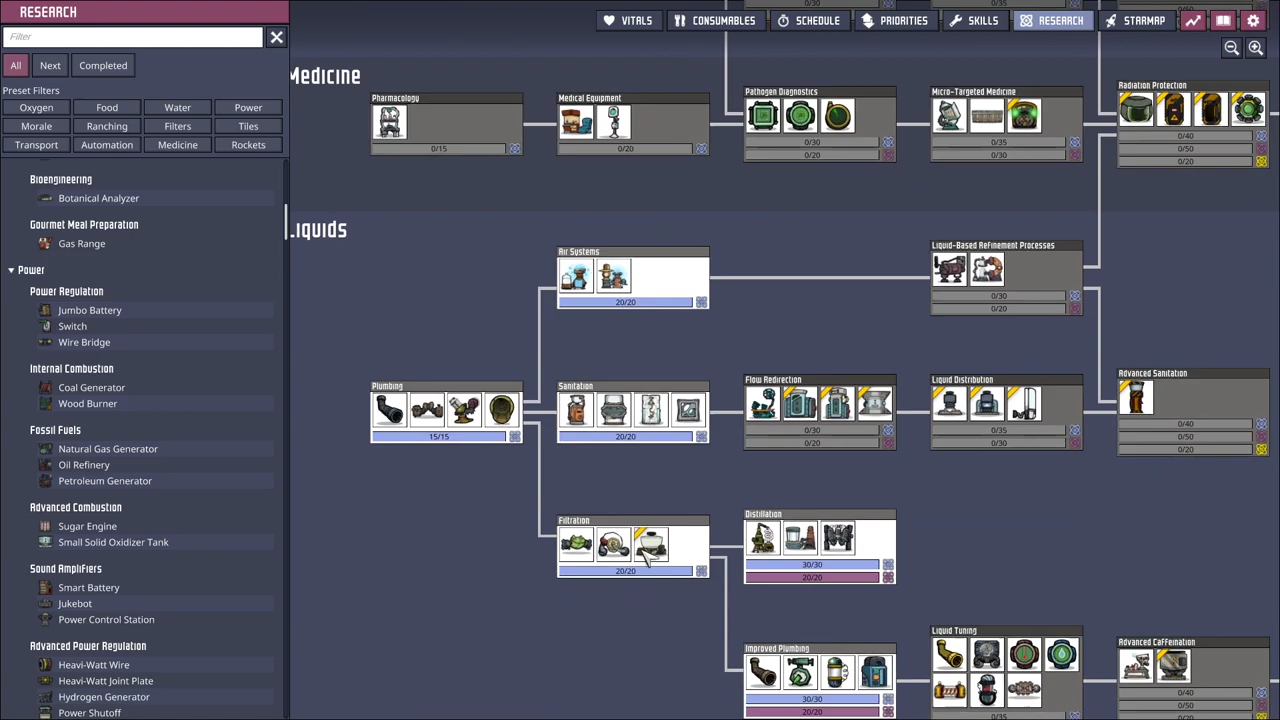 RESEARCH
VITALS
CONSUMABLES
SCHEDULE
PRIORITIES
SKILLS
RESEARCH
STARMAP
Filter
All
Next
Completed
Preset Filters
Oxygen
Food
Water
Power
Morale
Ranching
Filters
Tiles
Transport
Automation
Medicine
Rockets
Bioengineering
Botanical Analyzer
Gourmet Meal Preparation
Gas Range
Power
Power Regulation
Jumbo Battery
Switch
Wire Bridge
Internal Combustion
Coal Generator
Wood Burner
Fossil Fuels
Natural Gas Generator
Oil Refinery
Petroleum Generator
Advanced Combustion
Sugar Engine
Small Solid Oxidizer Tank
Sound Amplifiers
Smart Battery
Jukebot
Power Control Station
Advanced Power Regulation
Heavi-Watt Wire
Heavi-Watt Joint Plate
Hydrogen Generator
Power Shutoff
Medicine
Pharmacology
0/15
Medical Equipment
0/20
Pathogen Diagnostics
0/30
0/20
Micro-Targeted Medicine
0/35
0/30
Radiation Protection
0/40
0/50
0/20
Liquids
Air Systems
20/20
Liquid-Based Refinement Processes
0/30
0/20
Plumbing
15/15
Sanitation
20/20
Flow Redirection
0/30
0/20
Liquid Distribution
0/35
0/30
Advanced Sanitation
0/40
0/50
0/20
Filtration
20/20
Distillation
30/30
20/20
Improved Plumbing
30/30
20/20
Liquid Tuning
0/35
Advanced Caffeination
0/40
0/50
0/20